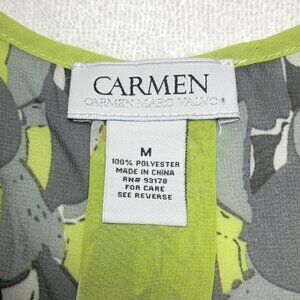 CARMEN
CARMEN MARC VALVO
M
100% POLYESTER
MADE IN CHINA
RN# 93178
FOR CARE
SEE REVERSE